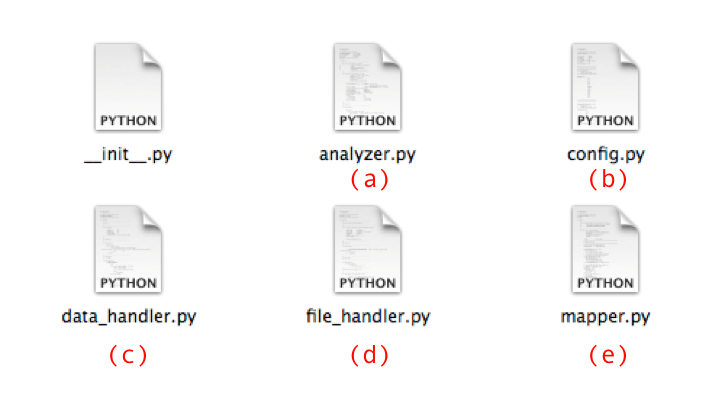 PYTHON PYTHON PYTHON
__init__.py analyzer.py config.py
(a) (b)
PYTHON PYTHON PYTHON
data_handler.py file_handler.py mapper.py
(c) (d) (e)